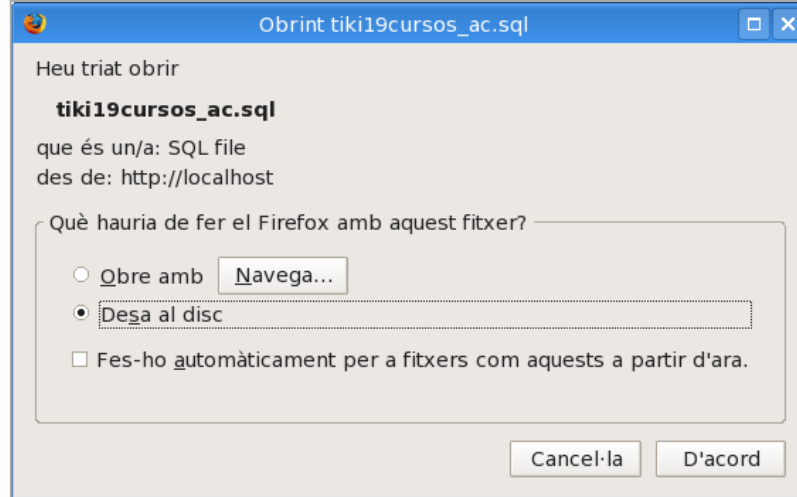 Obrint tiki19cursos_ac.sql
Heu triat obrir
tiki19cursos_ac.sql
que és un/a: SQL file
des de: http://localhost
Què hauria de fer el Firefox amb aquest fitxer?
Obre amb Navega...
Desa al disc
Fes-ho automàticament per a fitxers com aquests a partir d'ara.
Cancel·la D'acord